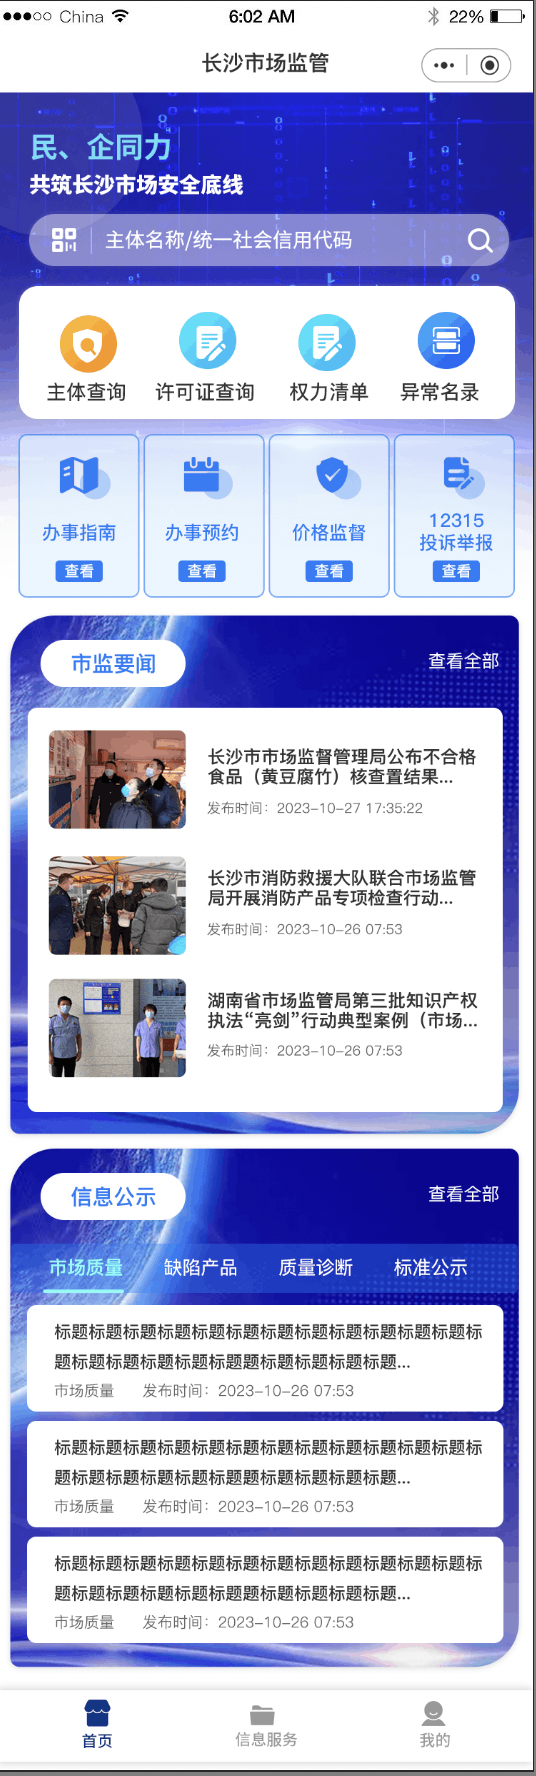 China
6:02 AM
22%
长沙市场监管
民、企同力
共筑长沙市场安全底线
主体名称/统一社会信用代码
主体查询 许可证查询 权力清单 异常名录
办事指南 办事预约 价格监督 12315
投诉举报
查看 查看 查看 查看
市监要闻 查看全部
长沙市市场监督管理局公布不合格
食品（黄豆腐竹）核查置结果...
发布时间：2023-10-27 17:35:22
长沙市消防救援大队联合市场监管
局开展消防产品专项检查行动...
发布时间：2023-10-26 07:53
湖南省市场监管局第三批知识产权
执法“亮剑”行动典型案例（市场...
发布时间：2023-10-26 07:53
信息公示 查看全部
市场质量 缺陷产品 质量诊断 标准公示
标题标题标题标题标题标题标题标题标题标题标题标题标
题标题标题标题标题标题标题标题标题标题...
市场质量 发布时间：2023-10-26 07:53
标题标题标题标题标题标题标题标题标题标题标题标题标
题标题标题标题标题标题标题标题标题标题...
市场质量 发布时间：2023-10-26 07:53
标题标题标题标题标题标题标题标题标题标题标题标题标
题标题标题标题标题标题标题标题标题标题...
市场质量 发布时间：2023-10-26 07:53
首页 信息服务 我的